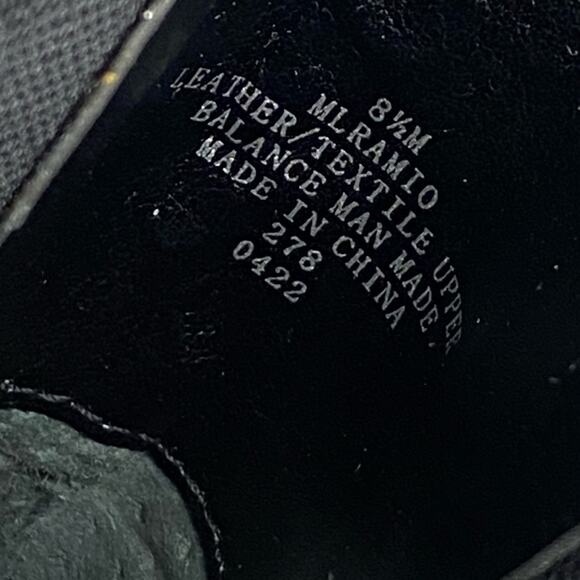 8½M
MLRAMIO
LEATHER/TEXTILE UPPER
BALANCE MAN MADE
MADE IN CHINA
278
0422